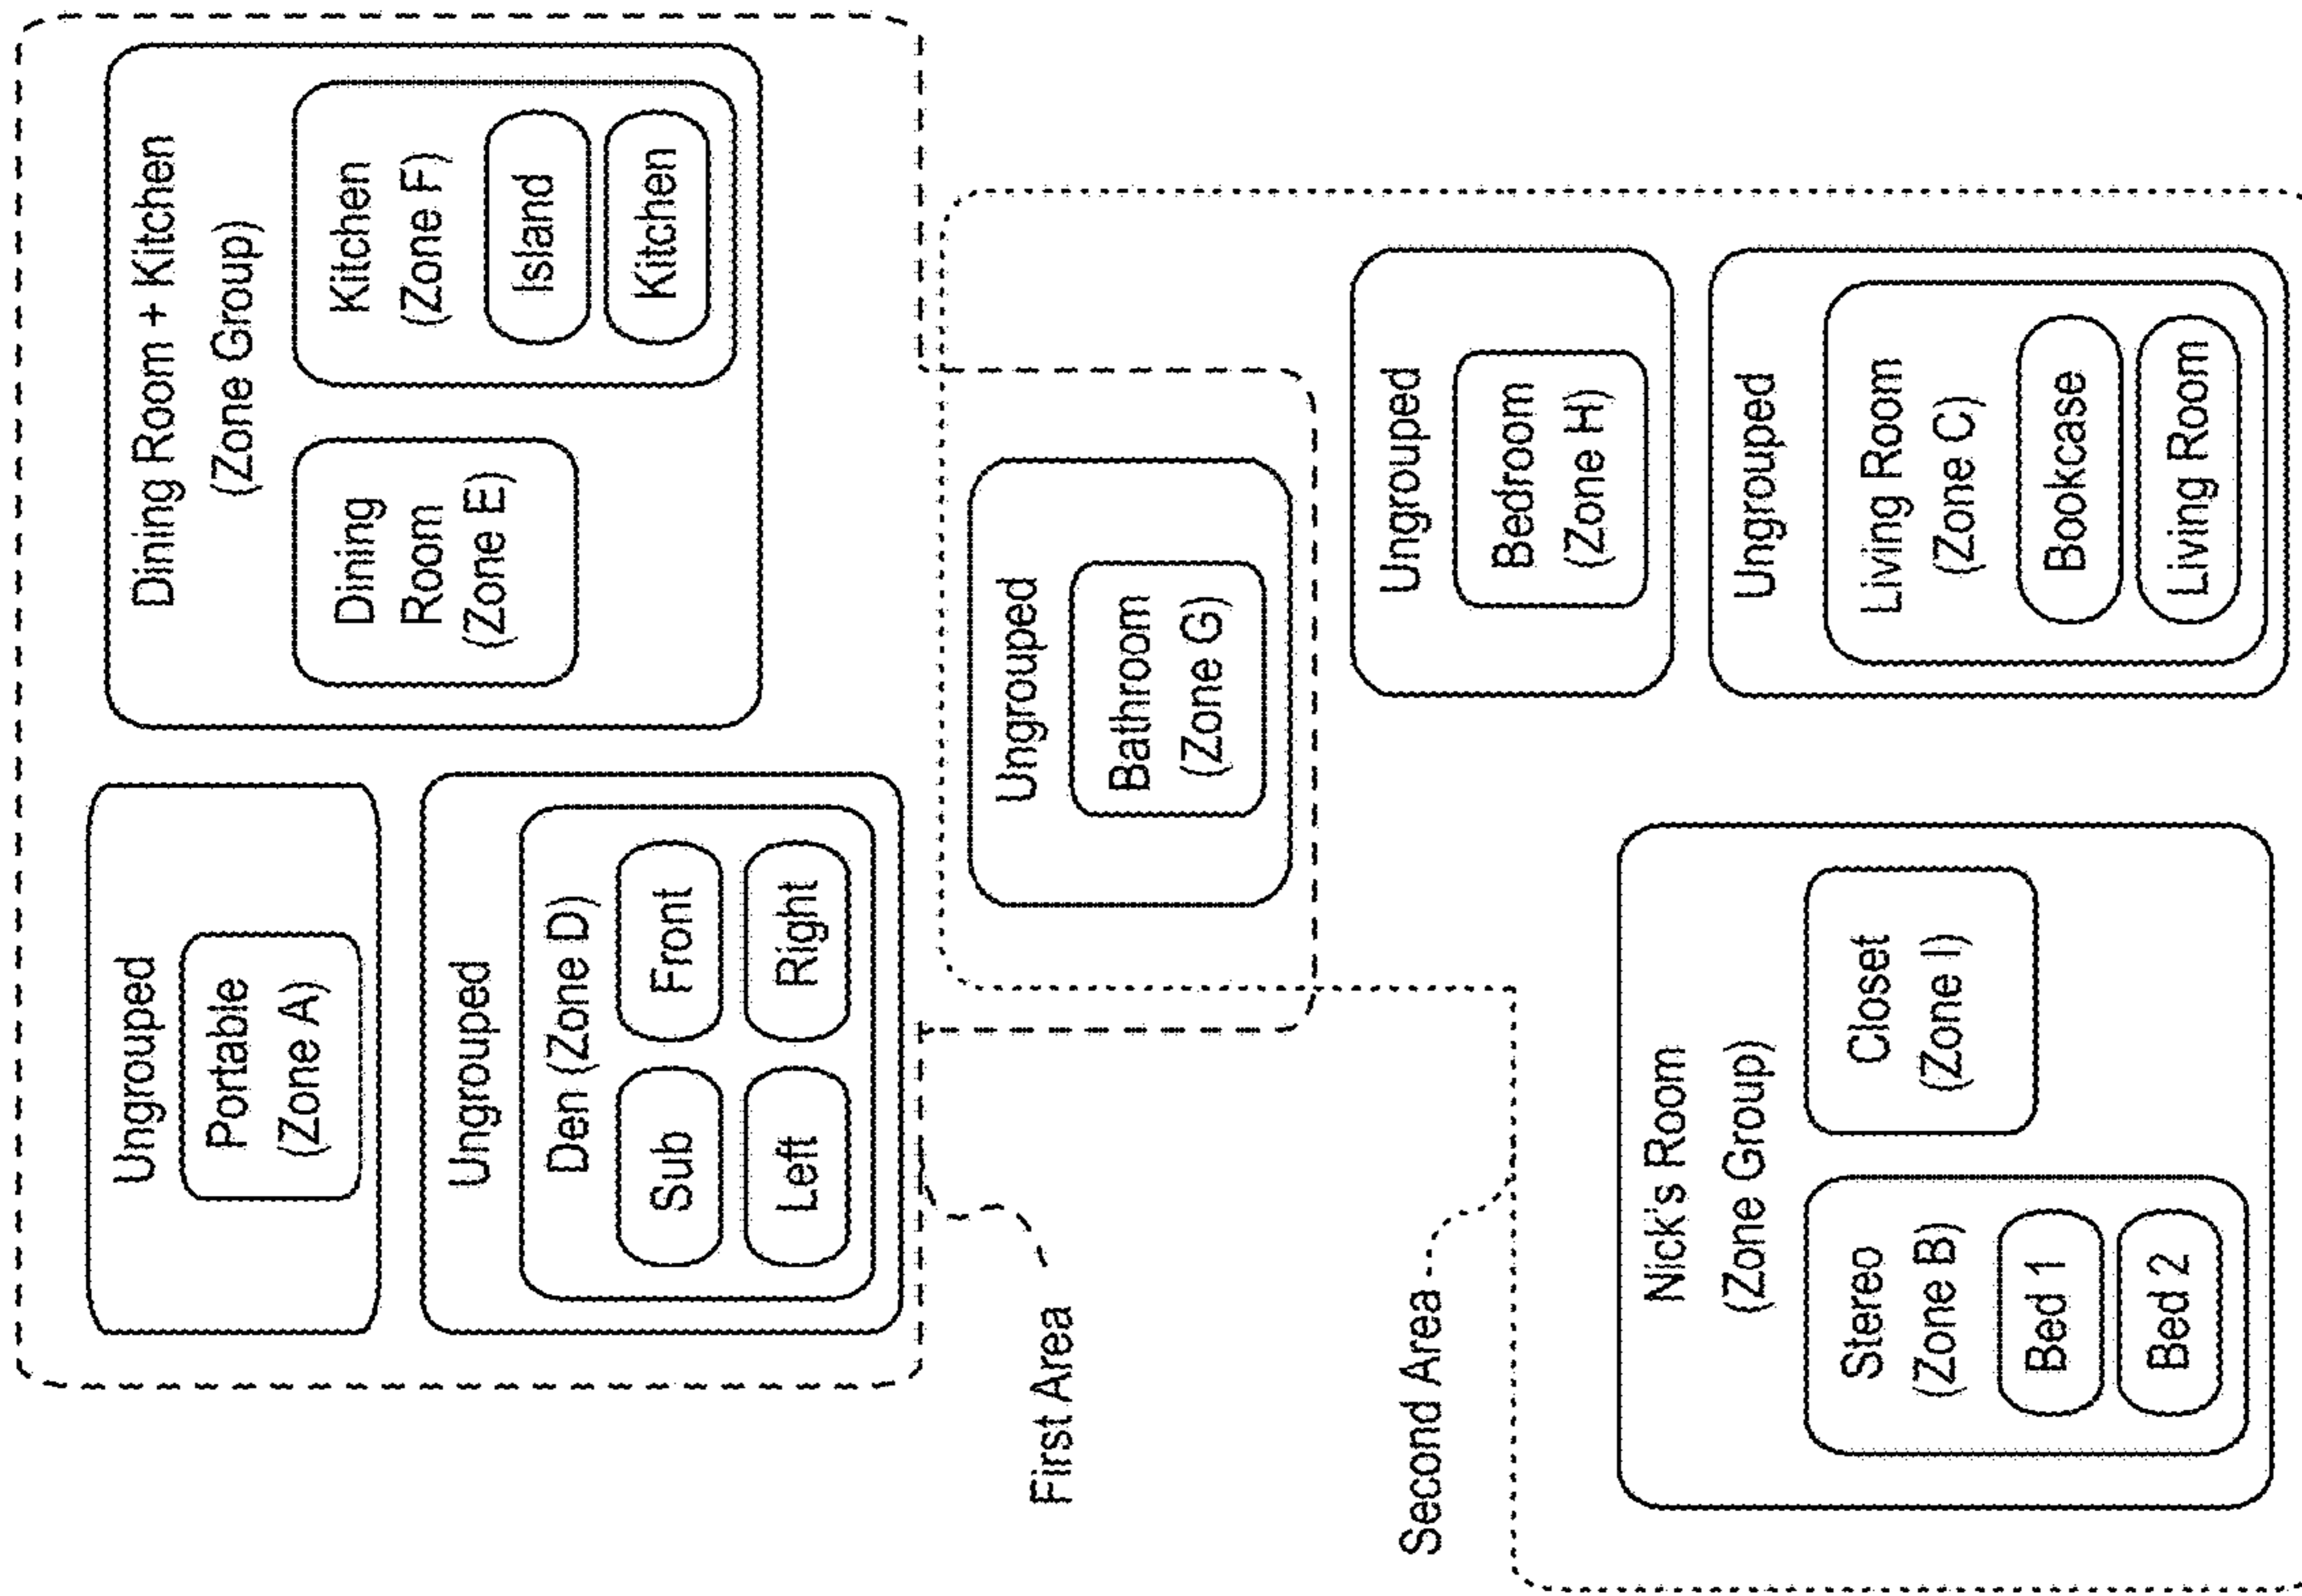 Ungrouped
Portable
(Zone A)
Ungrouped
Den (Zone D)
Sub
Front
Left
Right
Dining Room + Kitchen
(Zone Group)
Dining
Room
(Zone E)
Kitchen
(Zone F)
Island
Kitchen
First Area
Ungrouped
Bathroom
(Zone G)
Second Area
Ungrouped
Bedroom
(Zone H)
Nick's Room
(Zone Group)
Stereo
(Zone B)
Bed 1
Bed 2
Closet
(Zone I)
Ungrouped
Living Room
(Zone C)
Bookcase
Living Room